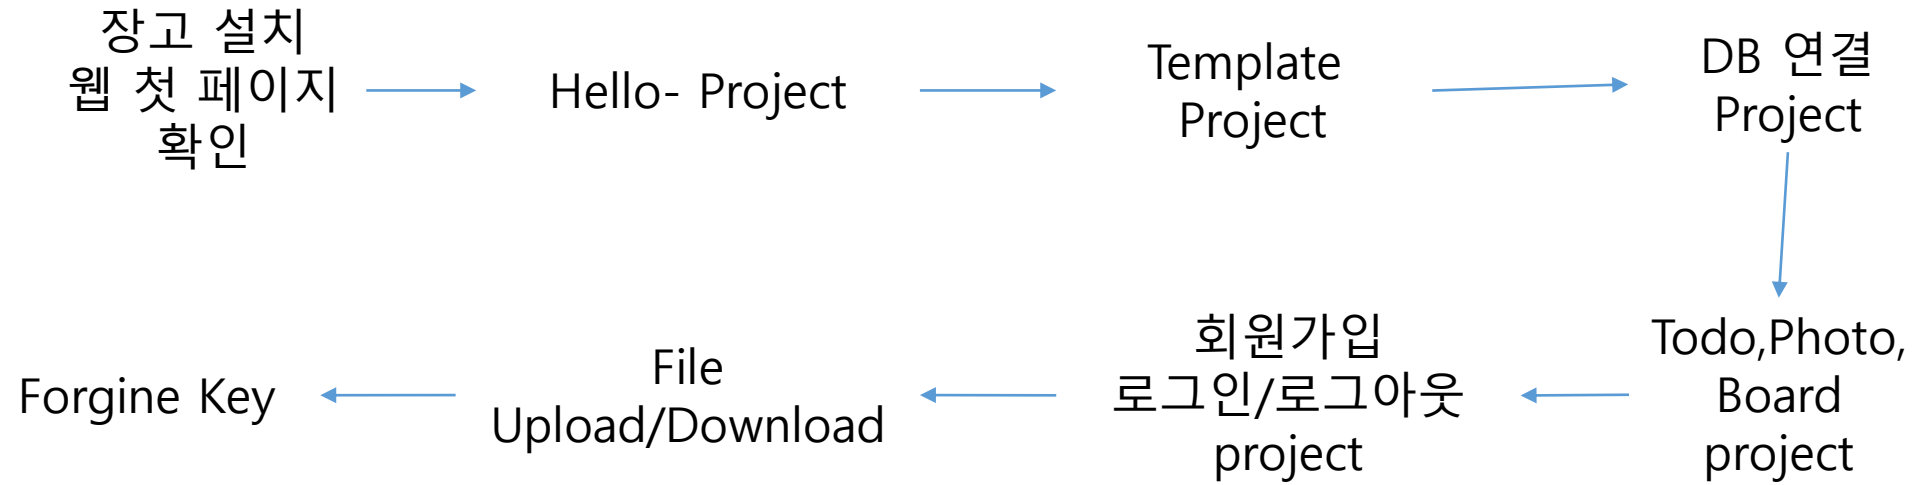 장고 설치
웹 첫 페이지
확인
Hello- Project
Template
Project
DB 연결
Project
Todo,Photo,
Board
project
회원가입
로그인/로그아웃
project
File
Upload/Download
Forgine Key